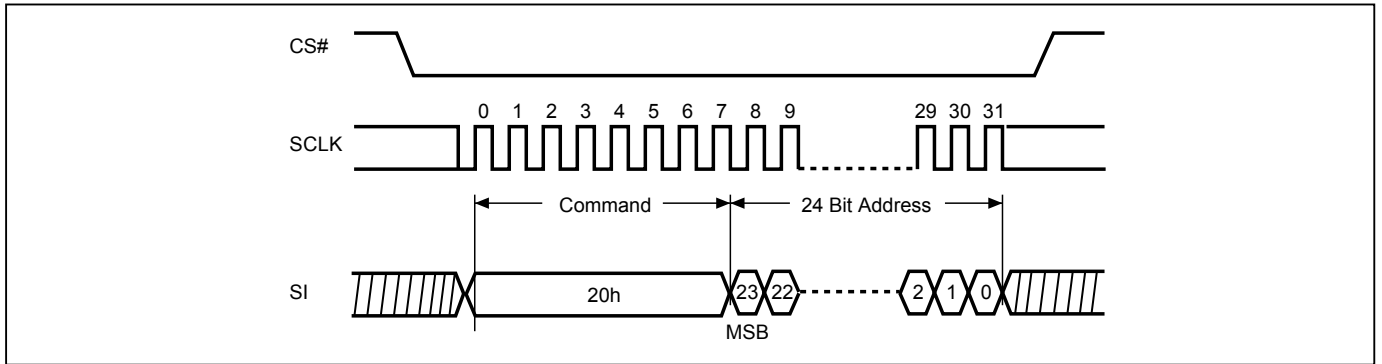 CS#
0 1 2 3 4 5 6 7 8 9 29 30 31
SCLK
Command 24 Bit Address
SI 20h 23 22 2 1 0
MSB